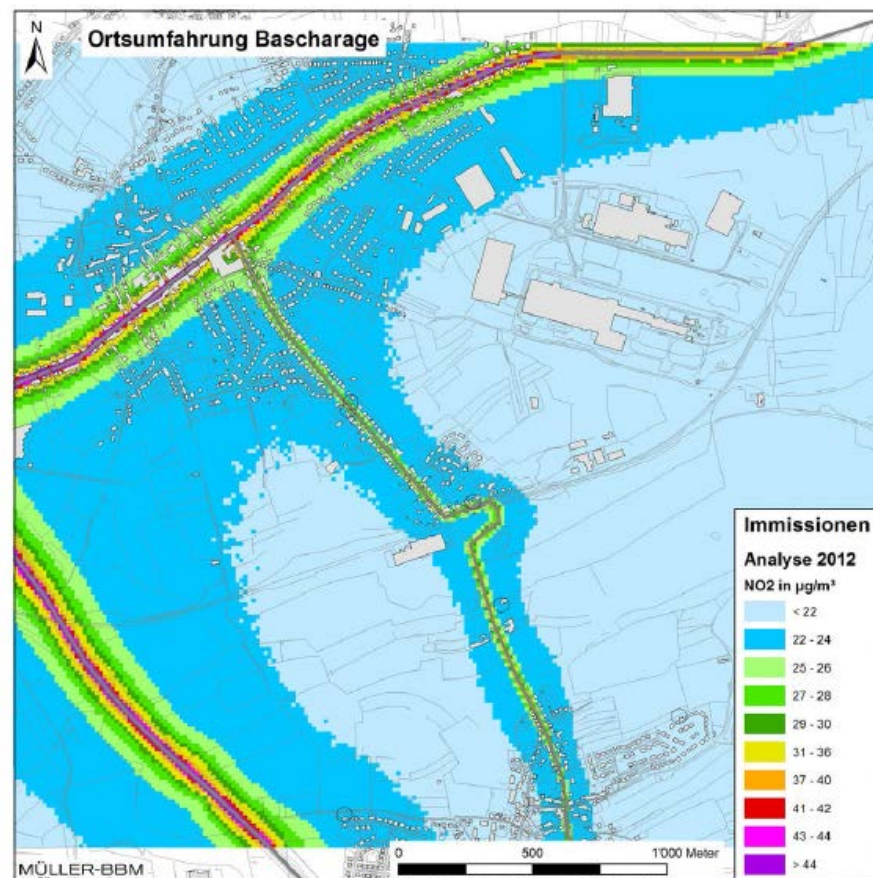 N
Ortsumfahrung Bascharage
Immissionen
Analyse 2012
NO2 in µg/m³
< 22
22 - 24
25 - 26
27 - 28
29 - 30
31 - 36
37 - 40
41 - 42
43 - 44
> 44
0 500 1'000 Meter
MÜLLER-BBM